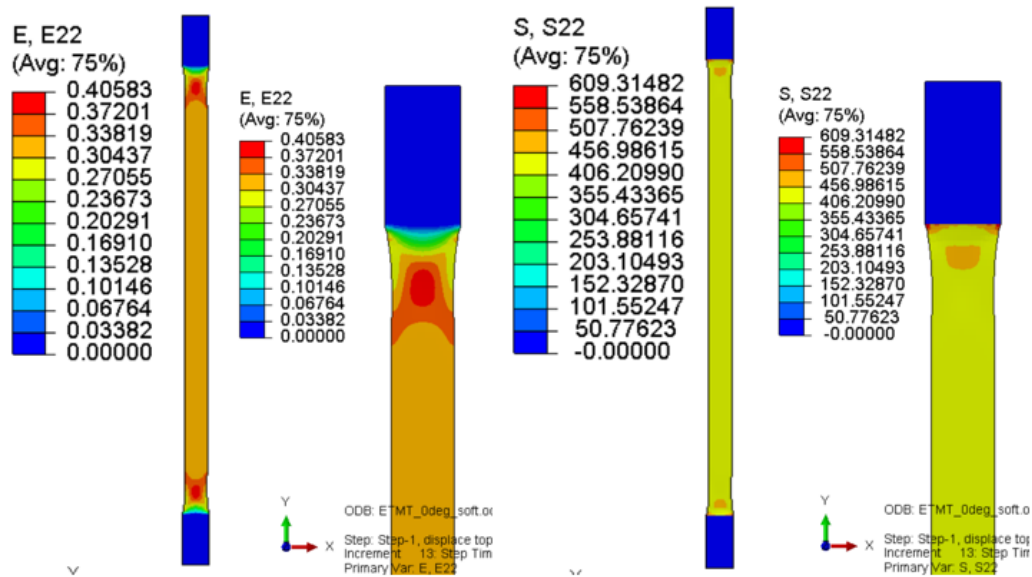 E, E22
(Avg: 75%)
0.40583
0.37201
0.33819
0.30437
0.27055
0.23673
0.20291
0.16910
0.13528
0.10146
0.06764
0.03382
0.00000
E, E22
(Avg: 75%)
0.40583
0.37201
0.33819
0.30437
0.27055
0.23673
0.20291
0.16910
0.13528
0.10146
0.06764
0.03382
0.00000
Y
X
ODB: ETMT_0deg_soft.o
Step: Step-1, displace top
Increment 13: Step Tim
Primary Var: E, E22
Y
S, S22
(Avg: 75%)
609.31482
558.53864
507.76239
456.98615
406.20990
355.43365
304.65741
253.88116
203.10493
152.32870
101.55247
50.77623
-0.00000
S, S22
(Avg: 75%)
609.31482
558.53864
507.76239
456.98615
406.20990
355.43365
304.65741
253.88116
203.10493
152.32870
101.55247
50.77623
-0.00000
Y
X
ODB: ETMT_0deg_soft.o
Step: Step-1, displace top
Increment 13: Step Tim
Primary Var: S, S22